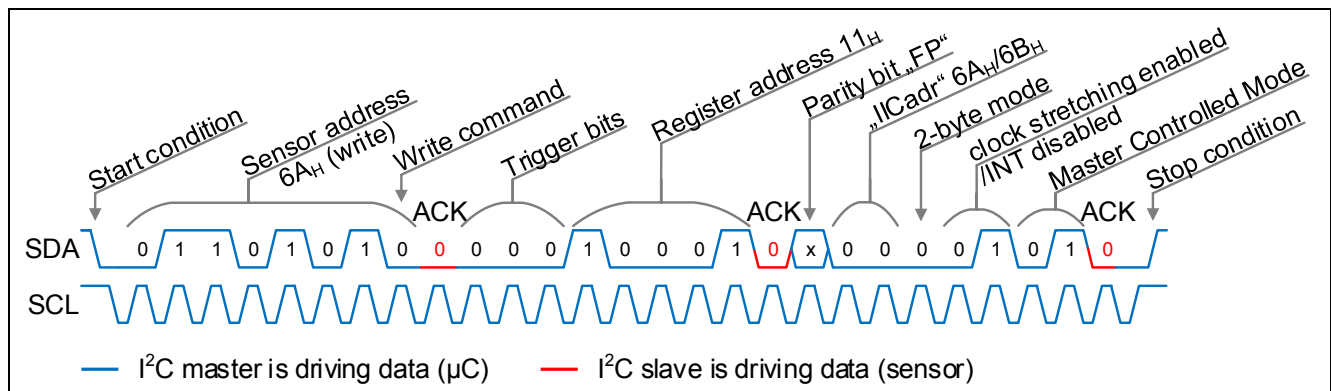 Start condition
Sensor address
6AH (write)
Write command
Trigger bits
Register address 11H
Parity bit „FP“
„IICadr“ 6AH/6BH
2-byte mode
clock stretching enabled
/INT disabled
Master Controlled Mode
Stop condition
ACK ACK ACK
SDA 0 1 1 0 1 0 1 0 0 0 0 0 1 0 0 0 1 0 x 0 0 0 0 1 0 1 0
SCL
I2C master is driving data (µC) I2C slave is driving data (sensor)